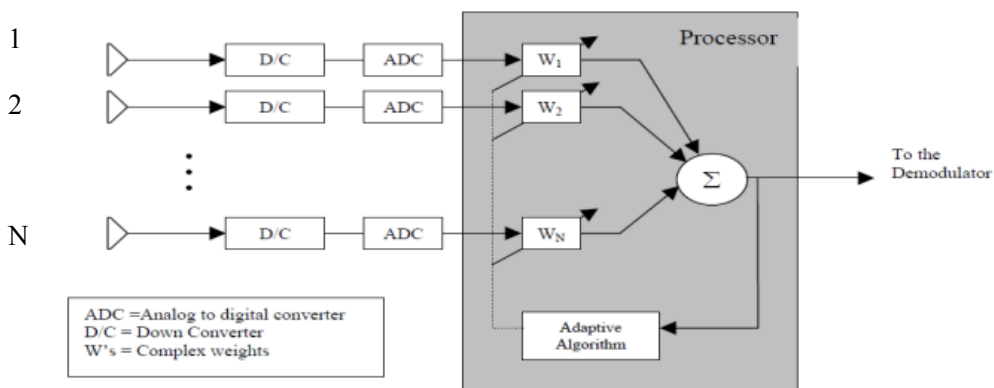 Processor
1
D/C ADC W₁
2
D/C ADC W₂
Σ
To the
Demodulator
N
D/C ADC W_N
ADC =Analog to digital converter
D/C = Down Converter
W's = Complex weights
Adaptive
Algorithm